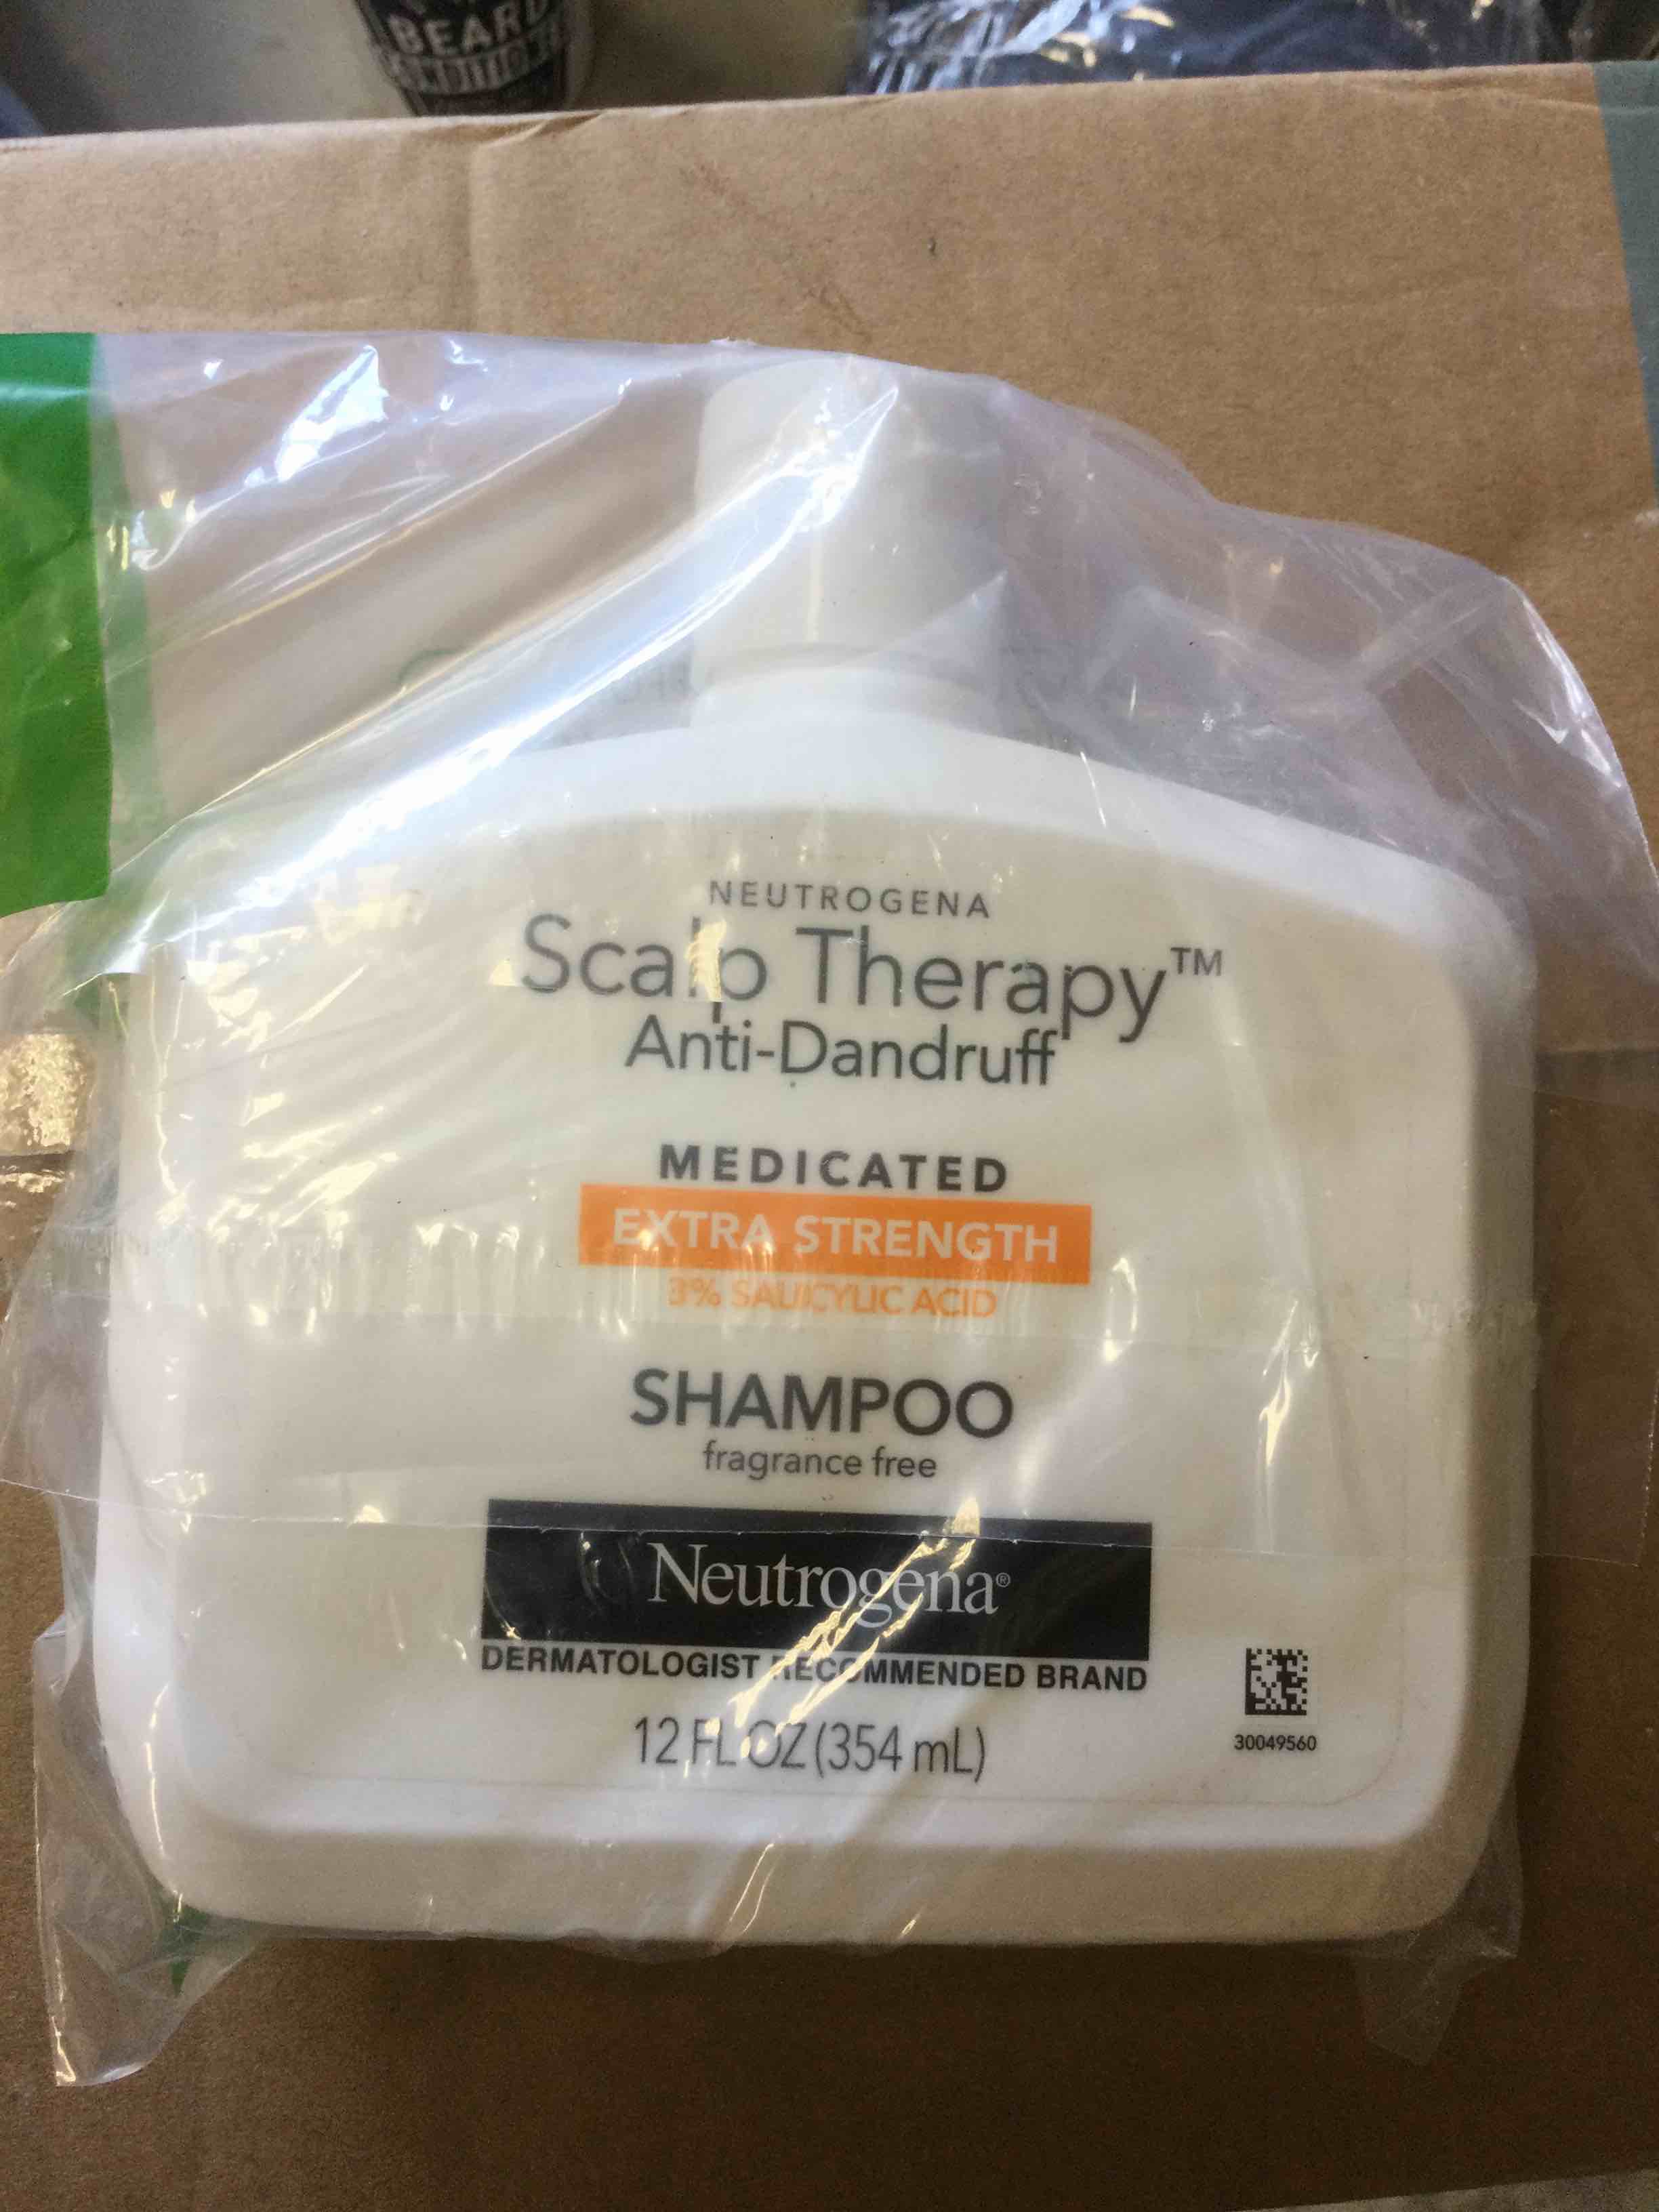 BEARD
NEUTROGENA
Scalp Therapy™
Anti-Dandruff
MEDICATED
EXTRA STRENGTH
3% SALICYLIC ACID
SHAMPOO
fragrance free
Neutrogena®
DERMATOLOGIST RECOMMENDED BRAND
12 FL OZ (354 mL)
30049560